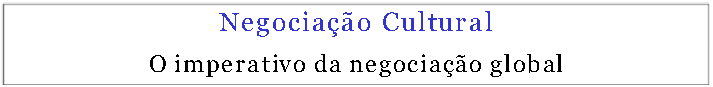 Negociação Cultural
O imperativo da negociação global